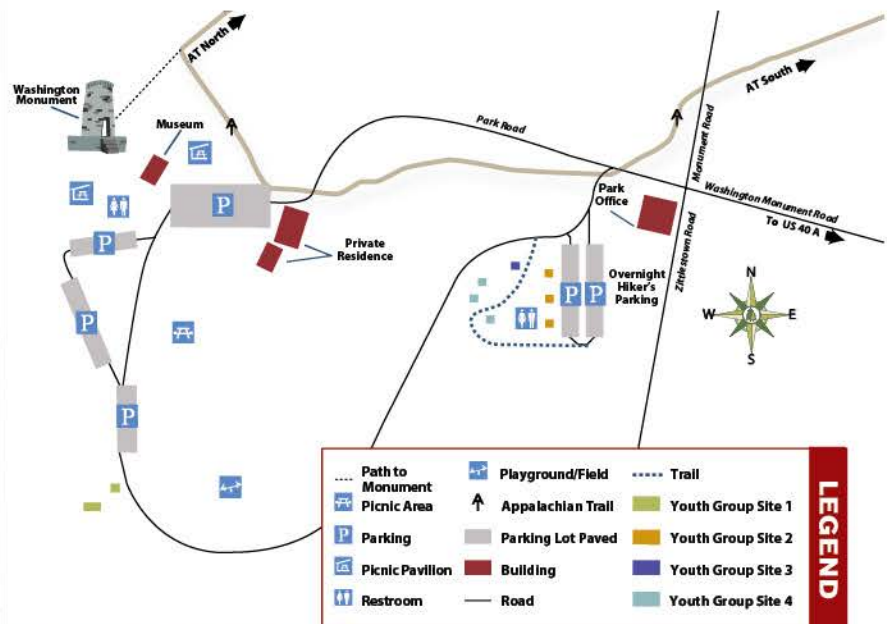 AT North
Washington
Monument
Museum
P
Private
Residence
P
P
P
Park Road
AT South
Monument Road
Washington Monument Road
To US 40 A
Park
Office
Zittlestown Road
Overnight
Hiker's
Parking
P
P
N
W
E
S
Path to
Monument
Picnic Area
P
Parking
Picnic Pavilion
Restroom
Playground/Field
Appalachian Trail
Parking Lot Paved
Building
Road
Trail
Youth Group Site 1
Youth Group Site 2
Youth Group Site 3
Youth Group Site 4
LEGEND